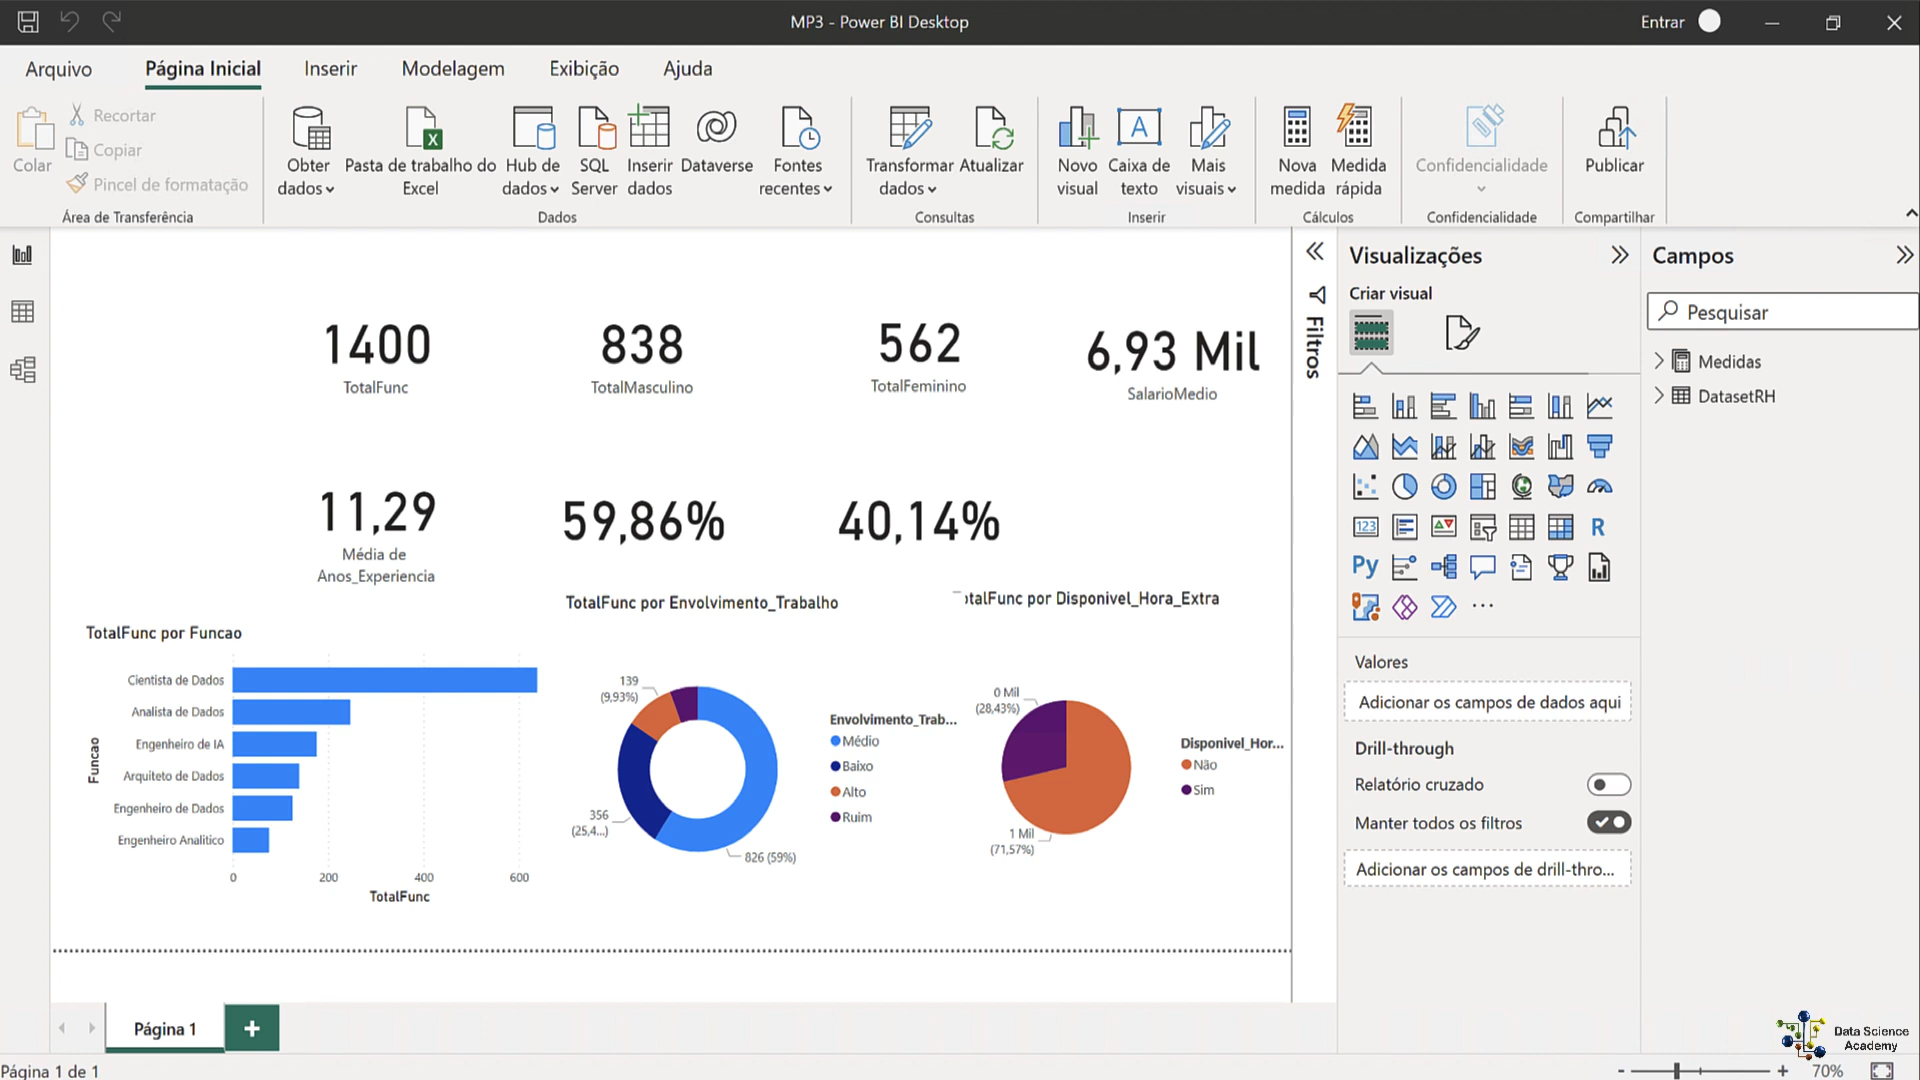 MP3 - Power BI Desktop
Entrar
Arquivo
Página Inicial
Inserir
Modelagem
Exibição
Ajuda
Colar
Recortar
Copiar
Pincel de formatação
Área de Transferência
Obter
dados
Pasta de trabalho do
Excel
Hub de
dados
SQL
Server
Inserir
dados
Dataverse
Fontes
recentes
Dados
Transformar
dados
Atualizar
Consultas
Novo
visual
Caixa de
texto
Mais
visuais
Inserir
Nova
medida
Medida
rápida
Cálculos
Confidencialidade
Confidencialidade
Publicar
Compartilhar
1400
TotalFunc
838
TotalMasculino
562
TotalFeminino
6,93 Mil
SalarioMedio
11,29
Média de
Anos_Experiencia
59,86%
40,14%
TotalFunc por Funcao
Funcao
Cientista de Dados
Analista de Dados
Engenheiro de IA
Arquiteto de Dados
Engenheiro de Dados
Engenheiro Analitico
0
200
400
600
TotalFunc
TotalFunc por Envolvimento_Trabalho
139
(9,93%)
356
(25,4...)
826 (59%)
Envolvimento_Trab...
Médio
Baixo
Alto
Ruim
otalFunc por Disponivel_Hora_Extra
0 Mil
(28,43%)
1 Mil
(71,57%)
Disponivel_Hor...
Não
Sim
Filtros
Visualizações
Criar visual
123
R
Py
Valores
Adicionar os campos de dados aqui
Drill-through
Relatório cruzado
Manter todos os filtros
Adicionar os campos de drill-thro...
Campos
Pesquisar
Medidas
DatasetRH
Página 1
+
Página 1 de 1
Data Science
Academy
- + 70%